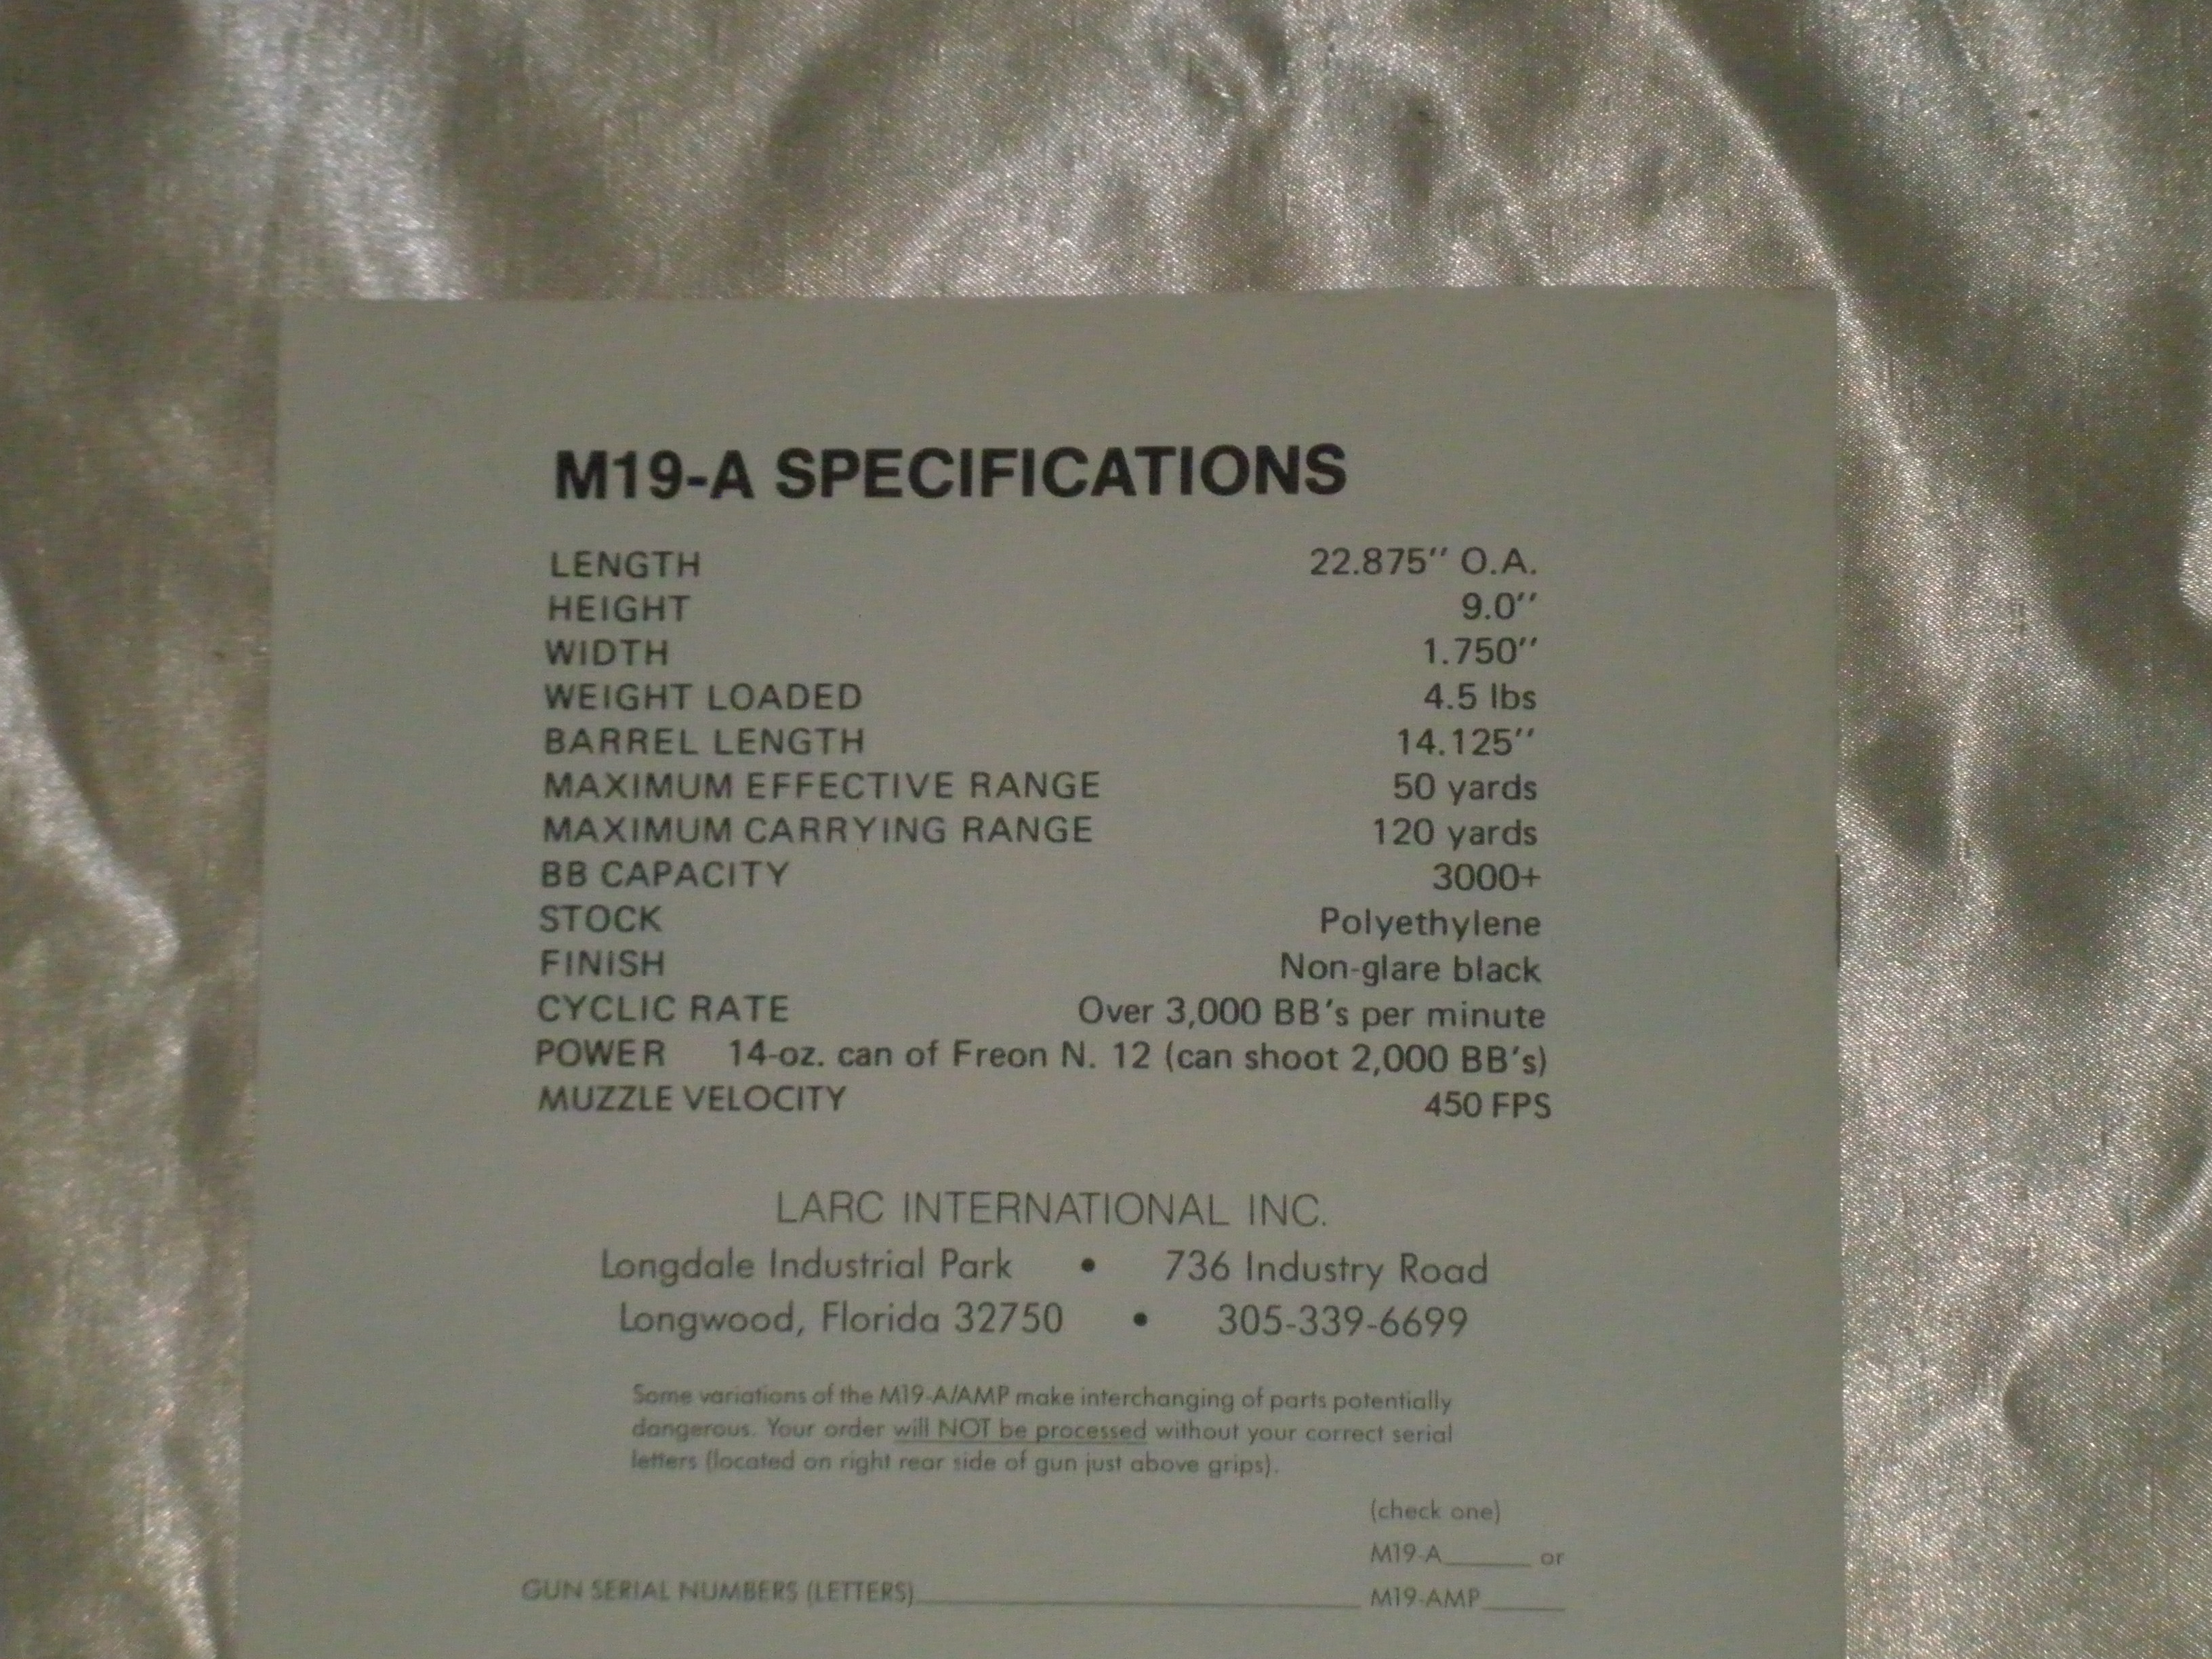 M19-A SPECIFICATIONS
LENGTH 22.875'' O.A.
HEIGHT 9.0''
WIDTH 1.750''
WEIGHT LOADED 4.5 lbs
BARREL LENGTH 14.125''
MAXIMUM EFFECTIVE RANGE 50 yards
MAXIMUM CARRYING RANGE 120 yards
BB CAPACITY 3000+
STOCK Polyethylene
FINISH Non-glare black
CYCLIC RATE Over 3,000 BB's per minute
POWER 14-oz. can of Freon N. 12 (can shoot 2,000 BB's)
MUZZLE VELOCITY 450 FPS
LARC INTERNATIONAL INC.
Longdale Industrial Park • 736 Industry Road
Longwood, Florida 32750 • 305-339-6699
Some variations of the M19-A/AMP make interchanging of parts potentially
dangerous. Your order will NOT be processed without your correct serial
letters (located on right rear side of gun just above grips).
(check one)
M19-A______ or
GUN SERIAL NUMBERS (LETTERS)______________________________ M19-AMP______